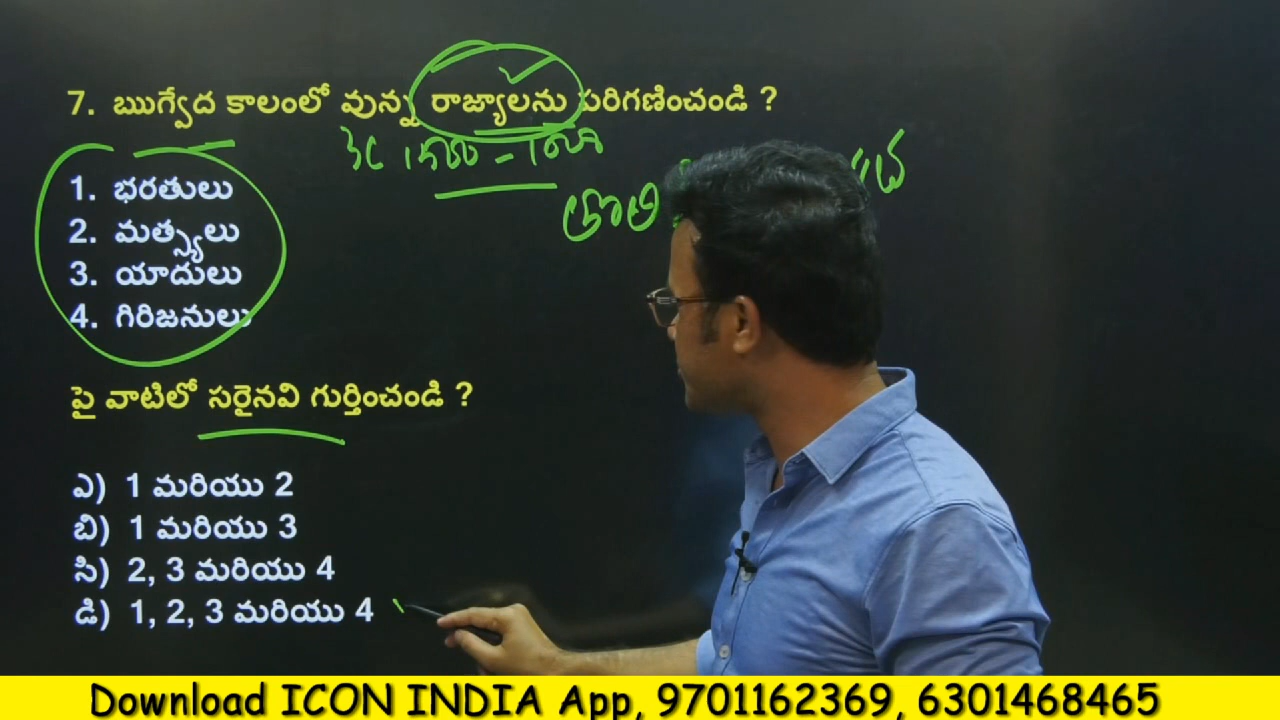 7. ఋగ్వేద కాలంలో వున్న రాజ్యాలను పరిగణించండి ?
1. భరతులు
2. మత్స్యలు
3. యాదులు
4. గిరిజనులు
పై వాటిలో సరైనవి గుర్తించండి ?
ఎ) 1 మరియు 2
బి) 1 మరియు 3
సి) 2, 3 మరియు 4
డి) 1, 2, 3 మరియు 4
Download ICON INDIA App, 9701162369, 6301468465